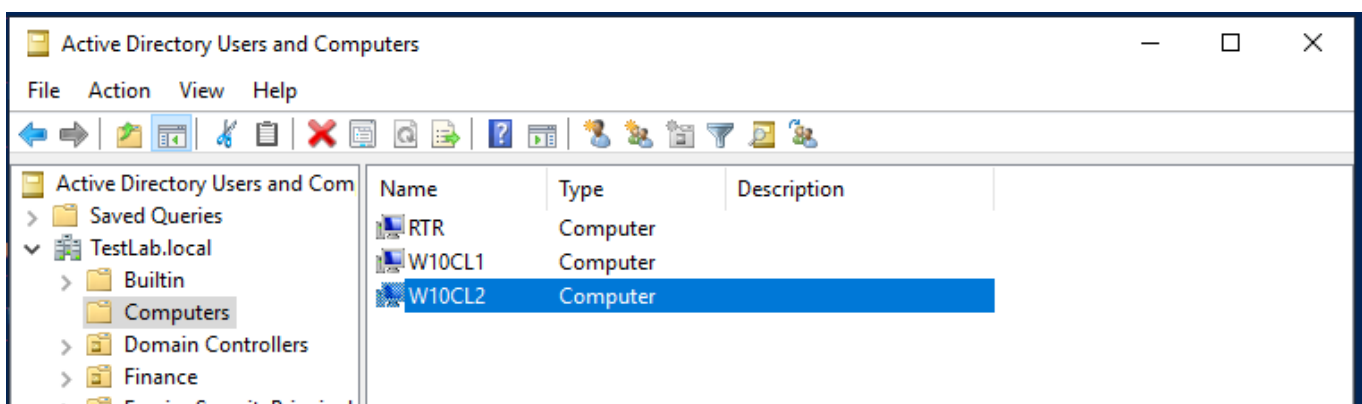 Active Directory Users and Computers
File Action View Help
Active Directory Users and Com
Saved Queries
TestLab.local
Builtin
Computers
Domain Controllers
Finance
Name Type Description
RTR Computer
W10CL1 Computer
W10CL2 Computer